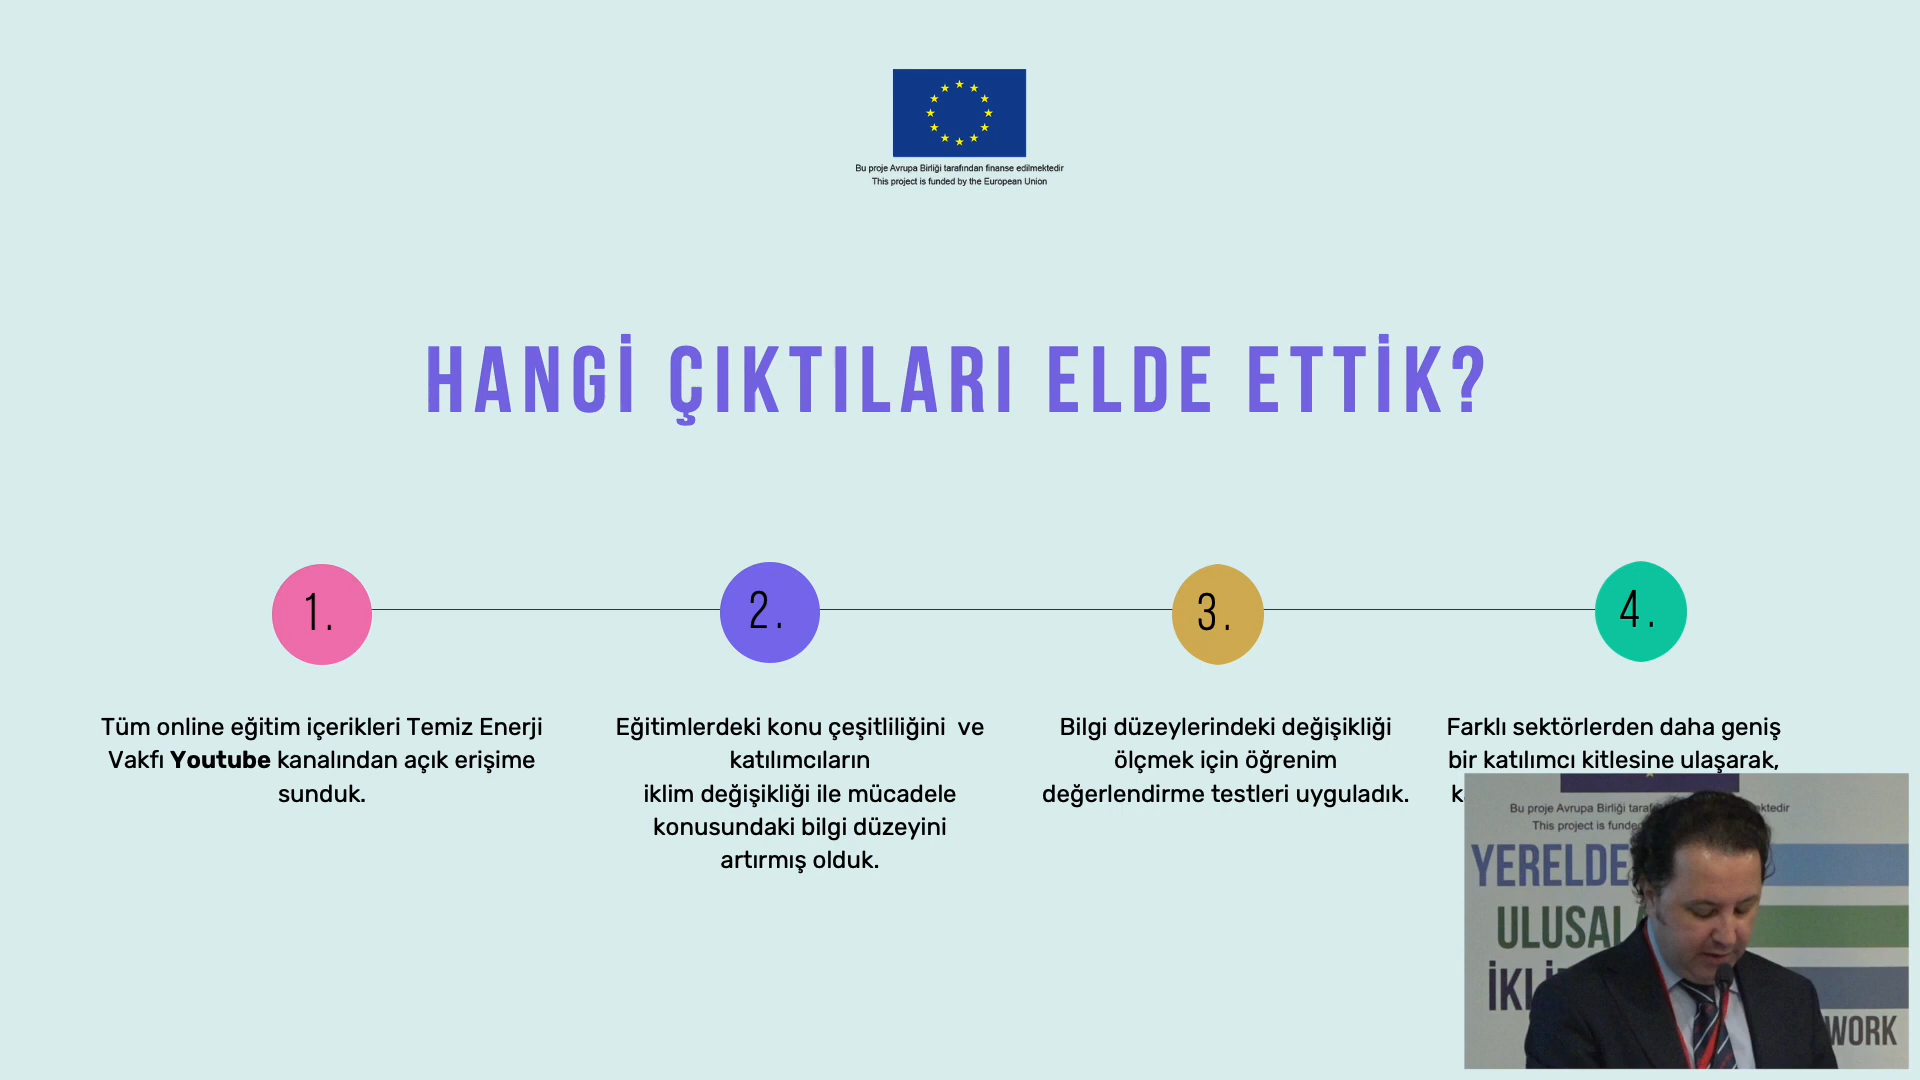 Bu proje Avrupa Birliği tarafından finanse edilmektedir
This project is funded by the European Union
HANGİ ÇIKTILARI ELDE ETTİK?
1.
2.
3.
4.
Tüm online eğitim içerikleri Temiz Enerji
Vakfı Youtube kanalından açık erişime
sunduk.
Eğitimlerdeki konu çeşitliliğini ve
katılımcıların
iklim değişikliği ile mücadele
konusundaki bilgi düzeyini
artırmış olduk.
Bilgi düzeylerindeki değişikliği
ölçmek için öğrenim
değerlendirme testleri uyguladık.
Farklı sektörlerden daha geniş
bir katılımcı kitlesine ulaşarak,
Bu proje Avrupa Birliği
This project is
YERELDE
WORK